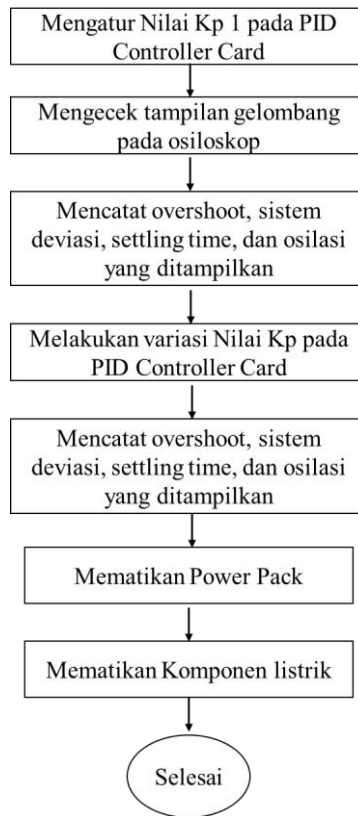 Mengatur Nilai Kp 1 pada PID
Controller Card
Mengecek tampilan gelombang
pada osiloskop
Mencatat overshoot, sistem
deviasi, settling time, dan osilasi
yang ditampilkan
Melakukan variasi Nilai Kp pada
PID Controller Card
Mencatat overshoot, sistem
deviasi, settling time, dan osilasi
yang ditampilkan
Mematikan Power Pack
Mematikan Komponen listrik
Selesai